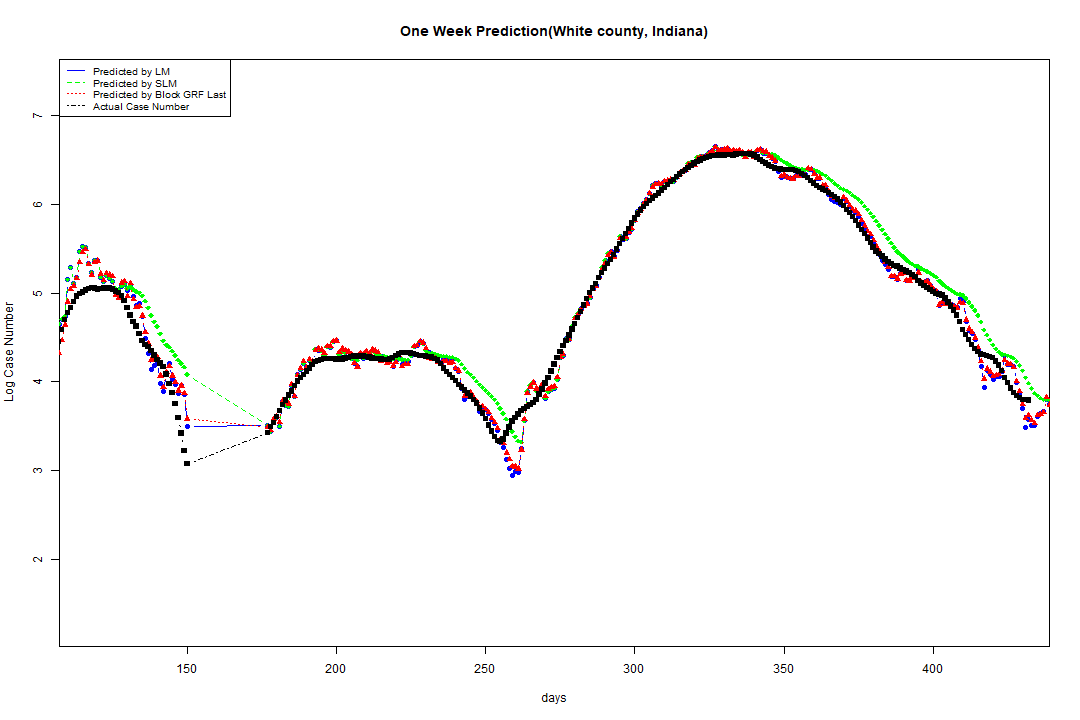 One Week Prediction(White county, Indiana)
Predicted by LM
Predicted by SLM
Predicted by Block GRF Last
Actual Case Number
Log Case Number
7
6
5
4
3
2
150 200 250 300 350 400
days